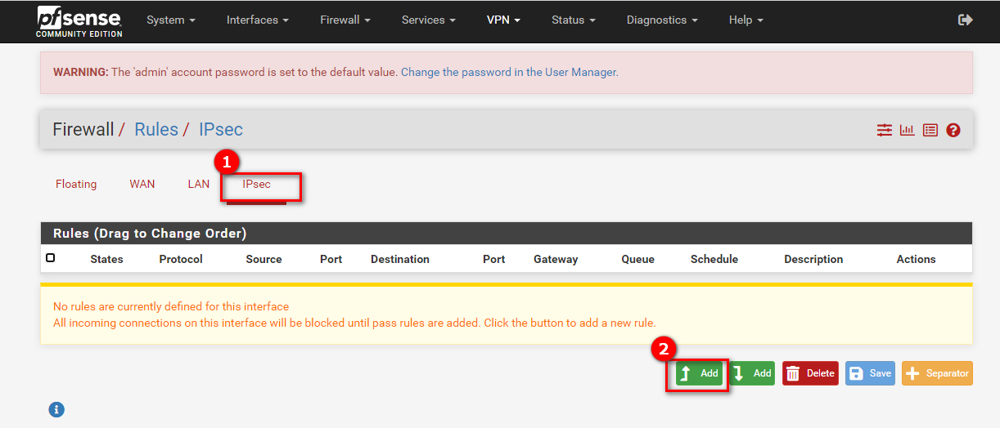 pfsense
COMMUNITY EDITION
System Interfaces Firewall Services VPN Status Diagnostics Help
WARNING: The 'admin' account password is set to the default value. Change the password in the User Manager.
Firewall / Rules / IPsec
1
Floating WAN LAN IPsec
Rules (Drag to Change Order)
States Protocol Source Port Destination Port Gateway Queue Schedule Description Actions
No rules are currently defined for this interface
All incoming connections on this interface will be blocked until pass rules are added. Click the button to add a new rule.
2
Add Add Delete Save Separator